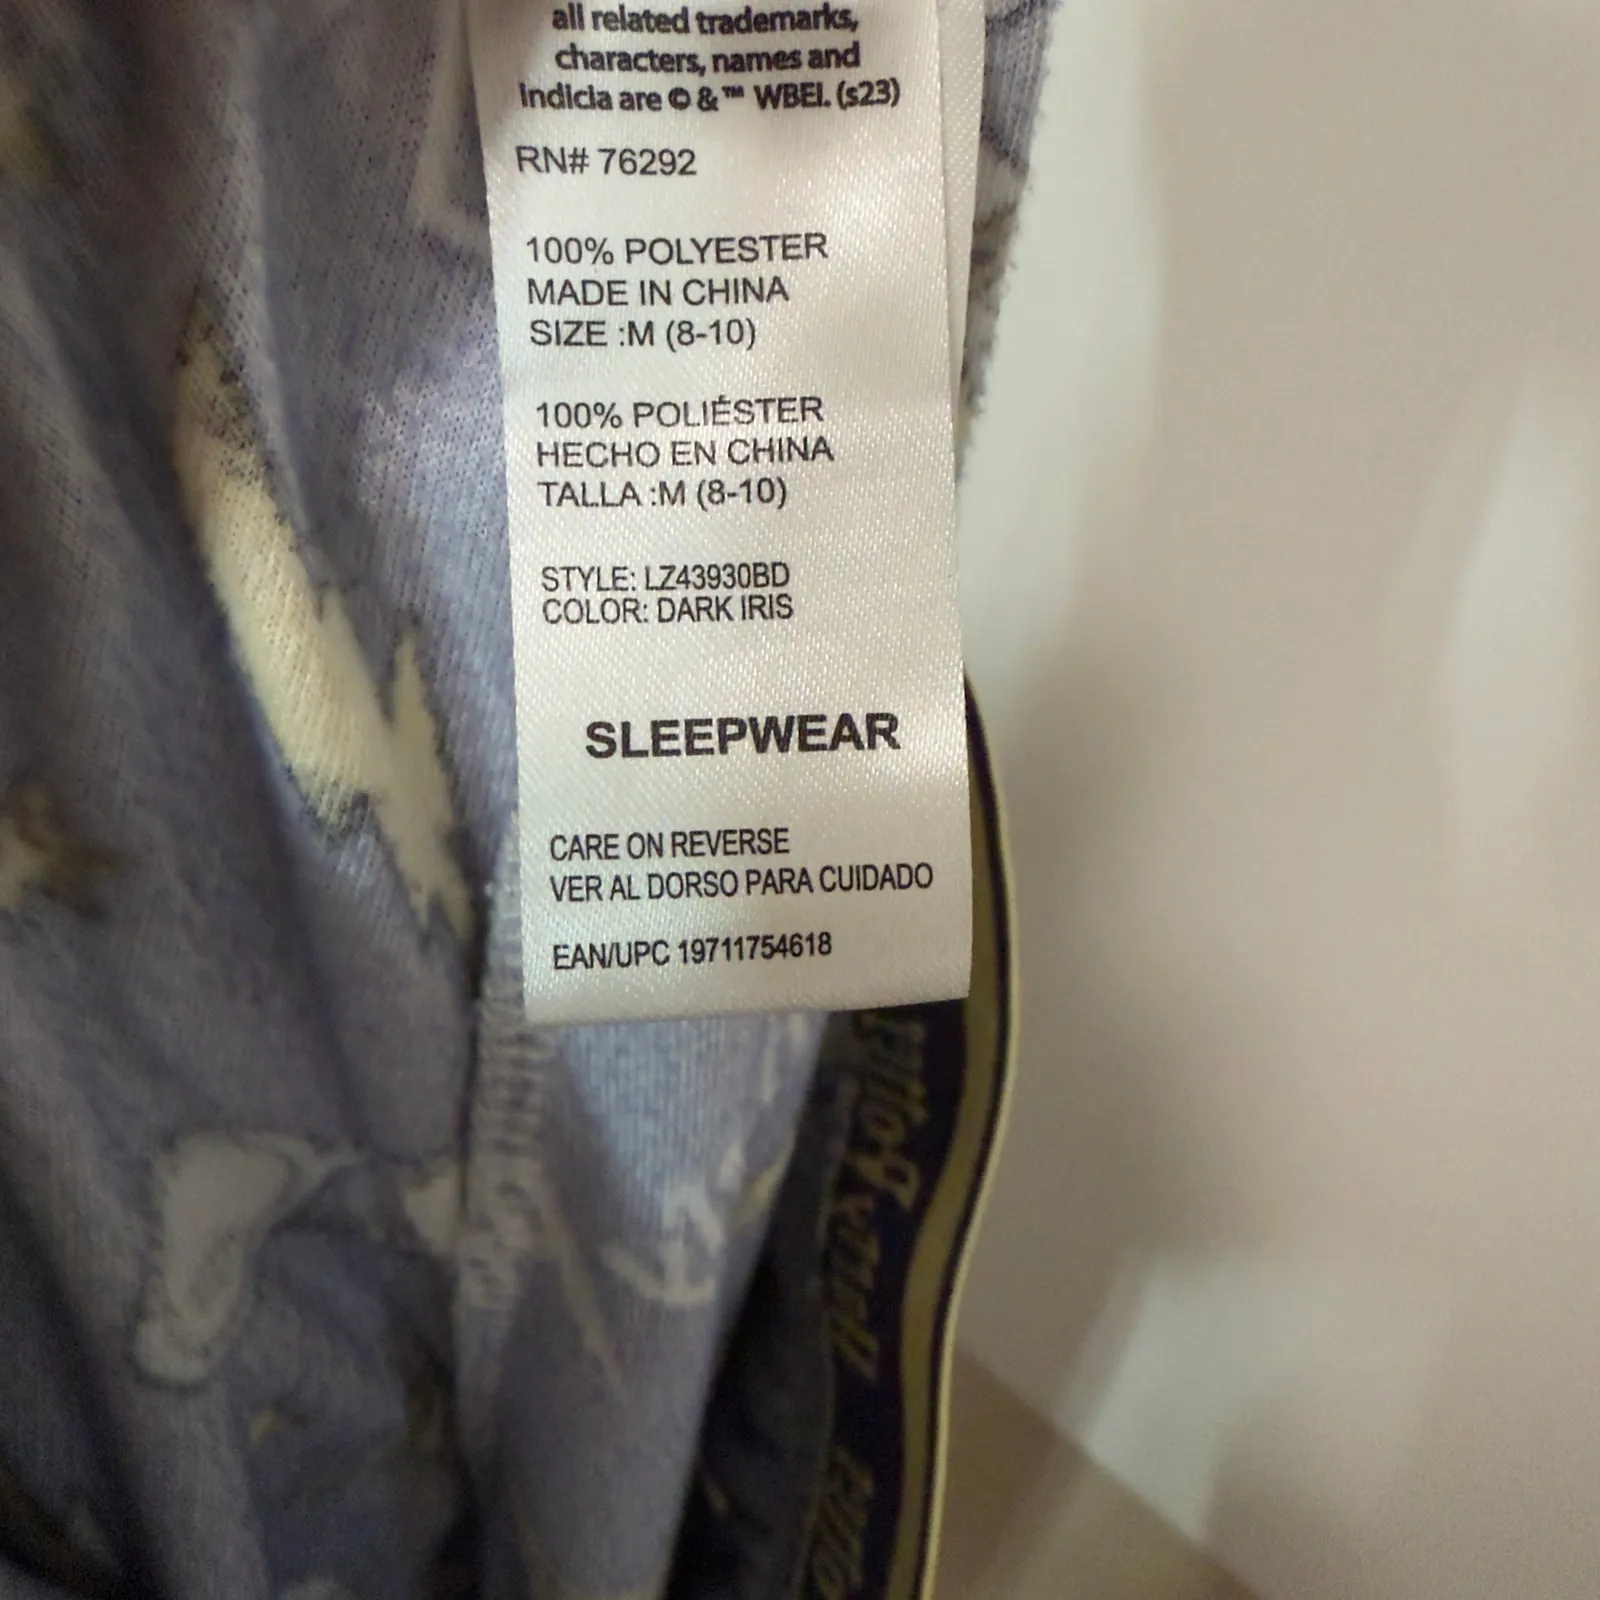 all related trademarks,
characters, names and
indicia are © & ™ WBEI. (s23)
RN# 76292
100% POLYESTER
MADE IN CHINA
SIZE :M (8-10)
100% POLIÉSTER
HECHO EN CHINA
TALLA :M (8-10)
STYLE: LZ43930BD
COLOR: DARK IRIS
SLEEPWEAR
CARE ON REVERSE
VER AL DORSO PARA CUIDADO
EAN/UPC 19711754618